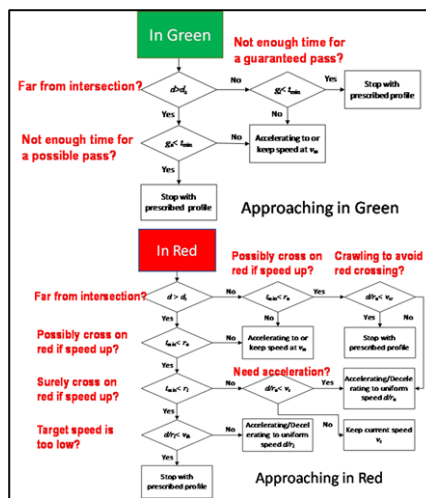 In Green
Not enough time for a
guaranteed pass?
Far from intersection?
No
Yes
Stop with
prescribed profile
Yes
No
Not enough time for
a possible pass?
No
Accelerating to or
keep speed at
Yes
Stop with
prescribed profile
Approaching in Green
In Red
Possibly cross on
red if speed up?
Crawling to avoid
red crossing?
Far from intersection?
No
Yes
Yes
No
Yes
No
Possibly cross on
red if speed up?
No
Accelerating to or
keep speed at
Stop with
prescribed profile
Yes
Need acceleration?
Surely cross on
red if speed up?
No
Yes
Accelerating/Decele
rating to uniform
speed
Yes
No
Target speed is
too low?
No
Accelerating/Decel
erating to uniform
speed
Keep current speed
Yes
Stop with
prescribed profile
Approaching in Red